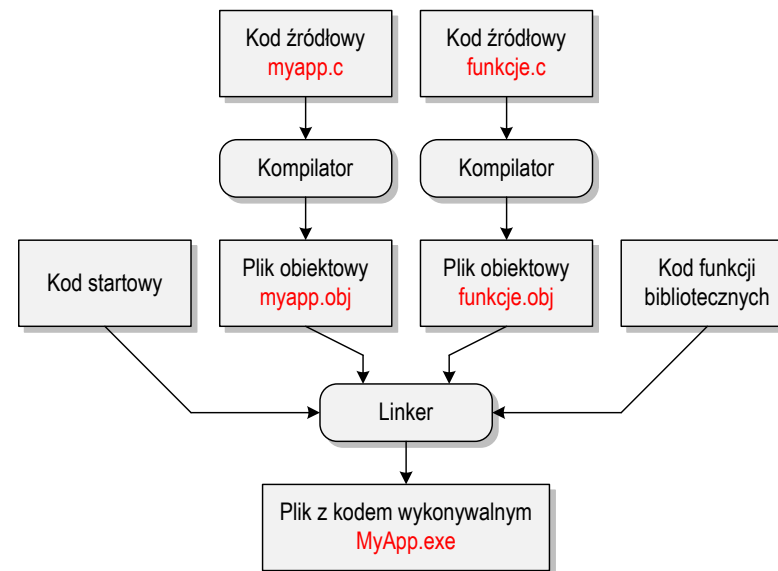 Kod źródłowy
myapp.c
Kod źródłowy
funkcje.c
Kompilator
Kompilator
Kod startowy
Plik obiektowy
myapp.obj
Plik obiektowy
funkcje.obj
Kod funkcji
bibliotecznych
Linker
Plik z kodem wykonywalnym
MyApp.exe